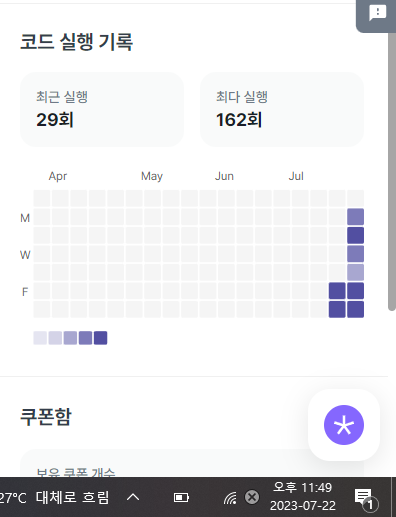 코드 실행 기록
최근 실행
29회
최다 실행
162회
Apr May Jun Jul
M
W
F
쿠폰함
보유 쿠폰 개수
27°C 대체로 흐림
오후 11:49
2023-07-22
1